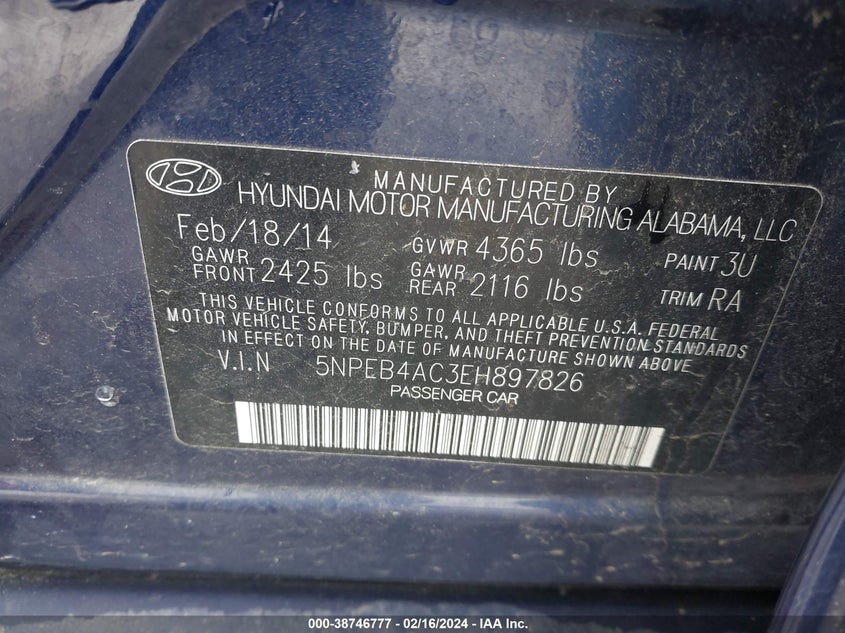 MANUFACTURED BY
HYUNDAI MOTOR MANUFACTURING ALABAMA, LLC
Feb/18/14 GVWR 4365 lbs PAINT 3U
GAWR FRONT 2425 lbs GAWR REAR 2116 lbs TRIM RA
THIS VEHICLE CONFORMS TO ALL APPLICABLE U.S.A. FEDERAL
MOTOR VEHICLE SAFETY, BUMPER, AND THEFT PREVENTION STANDARDS
IN EFFECT ON THE DATE OF MANUFACTURE SHOWN ABOVE
V.I.N 5NPEB4AC3EH897826
PASSENGER CAR
000-38746777 - 02/16/2024 - IAA Inc.